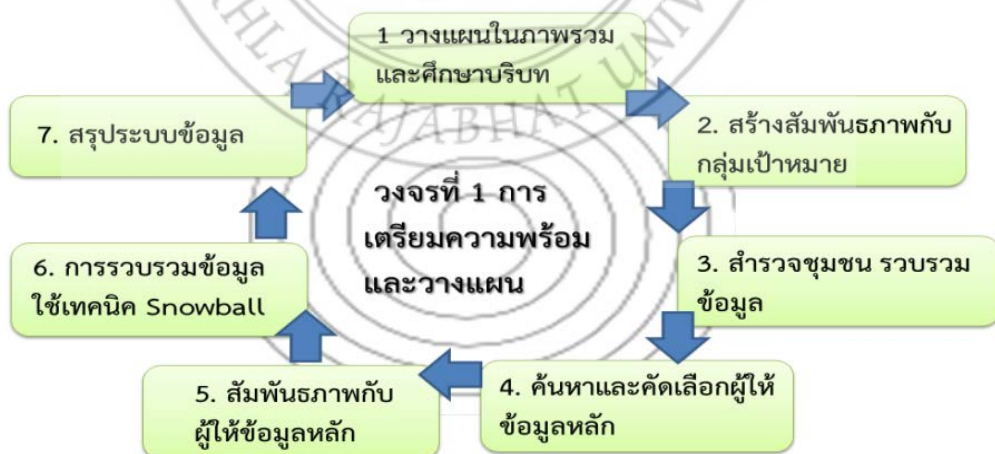 1 วางแผนในภาพรวม
และศึกษาบริบท
2. สร้างสัมพันธภาพกับ
กลุ่มเป้าหมาย
3. สำรวจชุมชน รวบรวม
ข้อมูล
4. ค้นหาและคัดเลือกผู้ให้
ข้อมูลหลัก
5. สัมพันธภาพกับ
ผู้ให้ข้อมูลหลัก
6. การรวบรวมข้อมูล
ใช้เทคนิค Snowball
7. สรุประบบข้อมูล
วงจรที่ 1 การ
เตรียมความพร้อม
และวางแผน
RAJABHAT